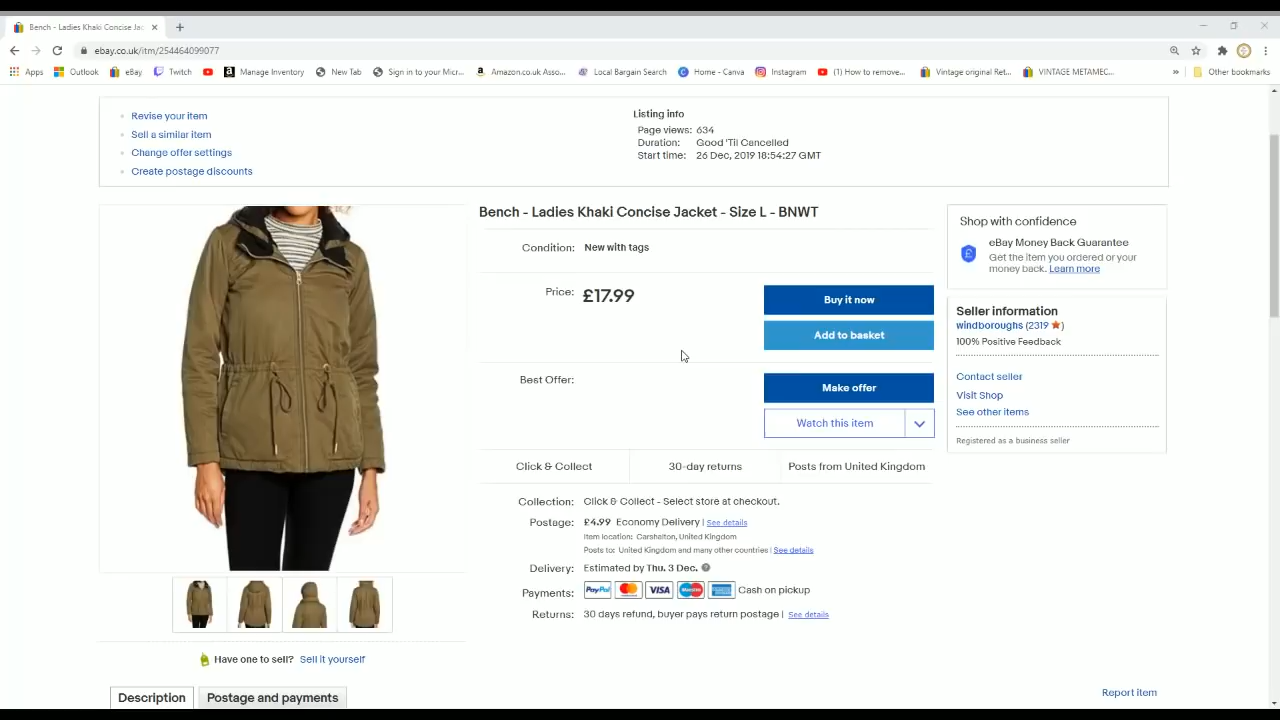 Bench - Ladies Khaki Concise Jac
ebay.co.uk/itm/254464099077
Apps Outlook eBay Twitch Manage Inventory New Tab Sign in to your Micr... Amazon.co.uk Asso... Local Bargain Search Home - Canva Instagram (1) How to remove... Vintage original Ret... VINTAGE METAMEC... » Other bookmarks
Revise your item
Sell a similar item
Change offer settings
Create postage discounts
Listing info
Page views: 634
Duration: Good 'Til Cancelled
Start time: 26 Dec, 2019 18:54:27 GMT
Bench - Ladies Khaki Concise Jacket - Size L - BNWT
Condition: New with tags
Price: £17.99
Buy it now
Add to basket
Best Offer:
Make offer
Watch this item
Click & Collect 30-day returns Posts from United Kingdom
Collection: Click & Collect - Select store at checkout.
Postage: £4.99 Economy Delivery | See details
Item location: Carshalton, United Kingdom
Posts to: United Kingdom and many other countries | See details
Delivery: Estimated by Thu. 3 Dec.
Payments: PayPal VISA Cash on pickup
Returns: 30 days refund, buyer pays return postage | See details
Shop with confidence
eBay Money Back Guarantee
Get the item you ordered or your
money back. Learn more
Seller information
windboroughs (2319 )
100% Positive Feedback
Contact seller
Visit Shop
See other items
Registered as a business seller
Have one to sell? Sell it yourself
Description Postage and payments
Report item